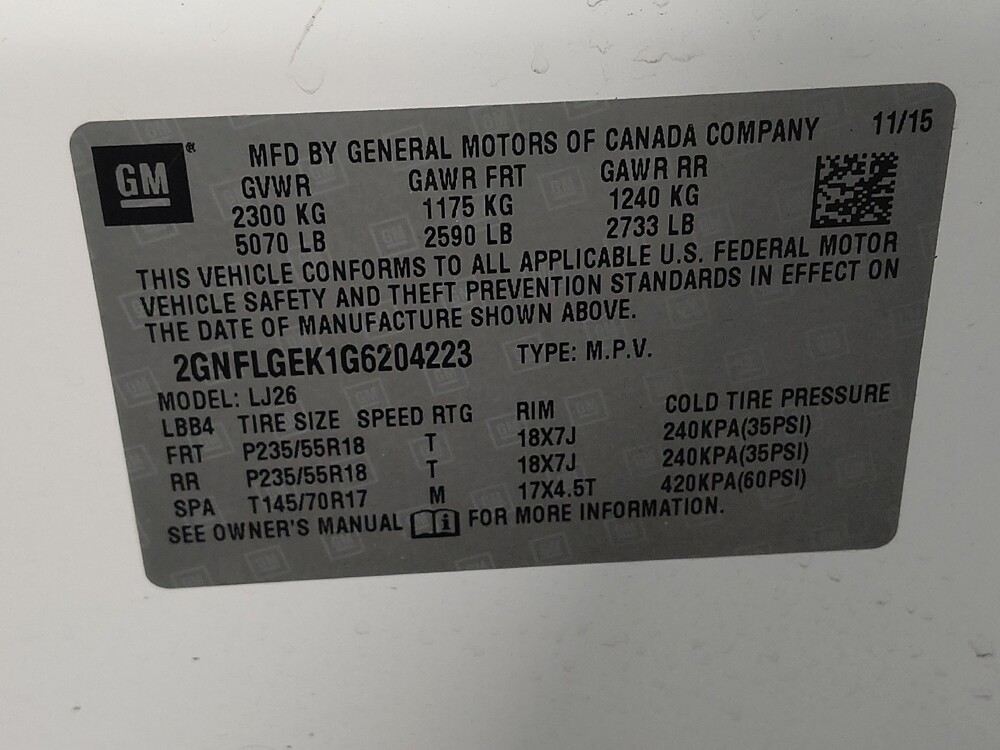 GM®
MFD BY GENERAL MOTORS OF CANADA COMPANY 11/15
GVWR GAWR FRT GAWR RR
2300 KG 1175 KG 1240 KG
5070 LB 2590 LB 2733 LB
THIS VEHICLE CONFORMS TO ALL APPLICABLE U.S. FEDERAL MOTOR
VEHICLE SAFETY AND THEFT PREVENTION STANDARDS IN EFFECT ON
THE DATE OF MANUFACTURE SHOWN ABOVE.
2GNFLGEK1G6204223 TYPE: M.P.V.
MODEL: LJ26
LBB4 TIRE SIZE SPEED RTG RIM COLD TIRE PRESSURE
FRT P235/55R18 T 18X7J 240KPA(35PSI)
RR P235/55R18 T 18X7J 240KPA(35PSI)
SPA T145/70R17 M 17X4.5T 420KPA(60PSI)
SEE OWNER'S MANUAL i FOR MORE INFORMATION.